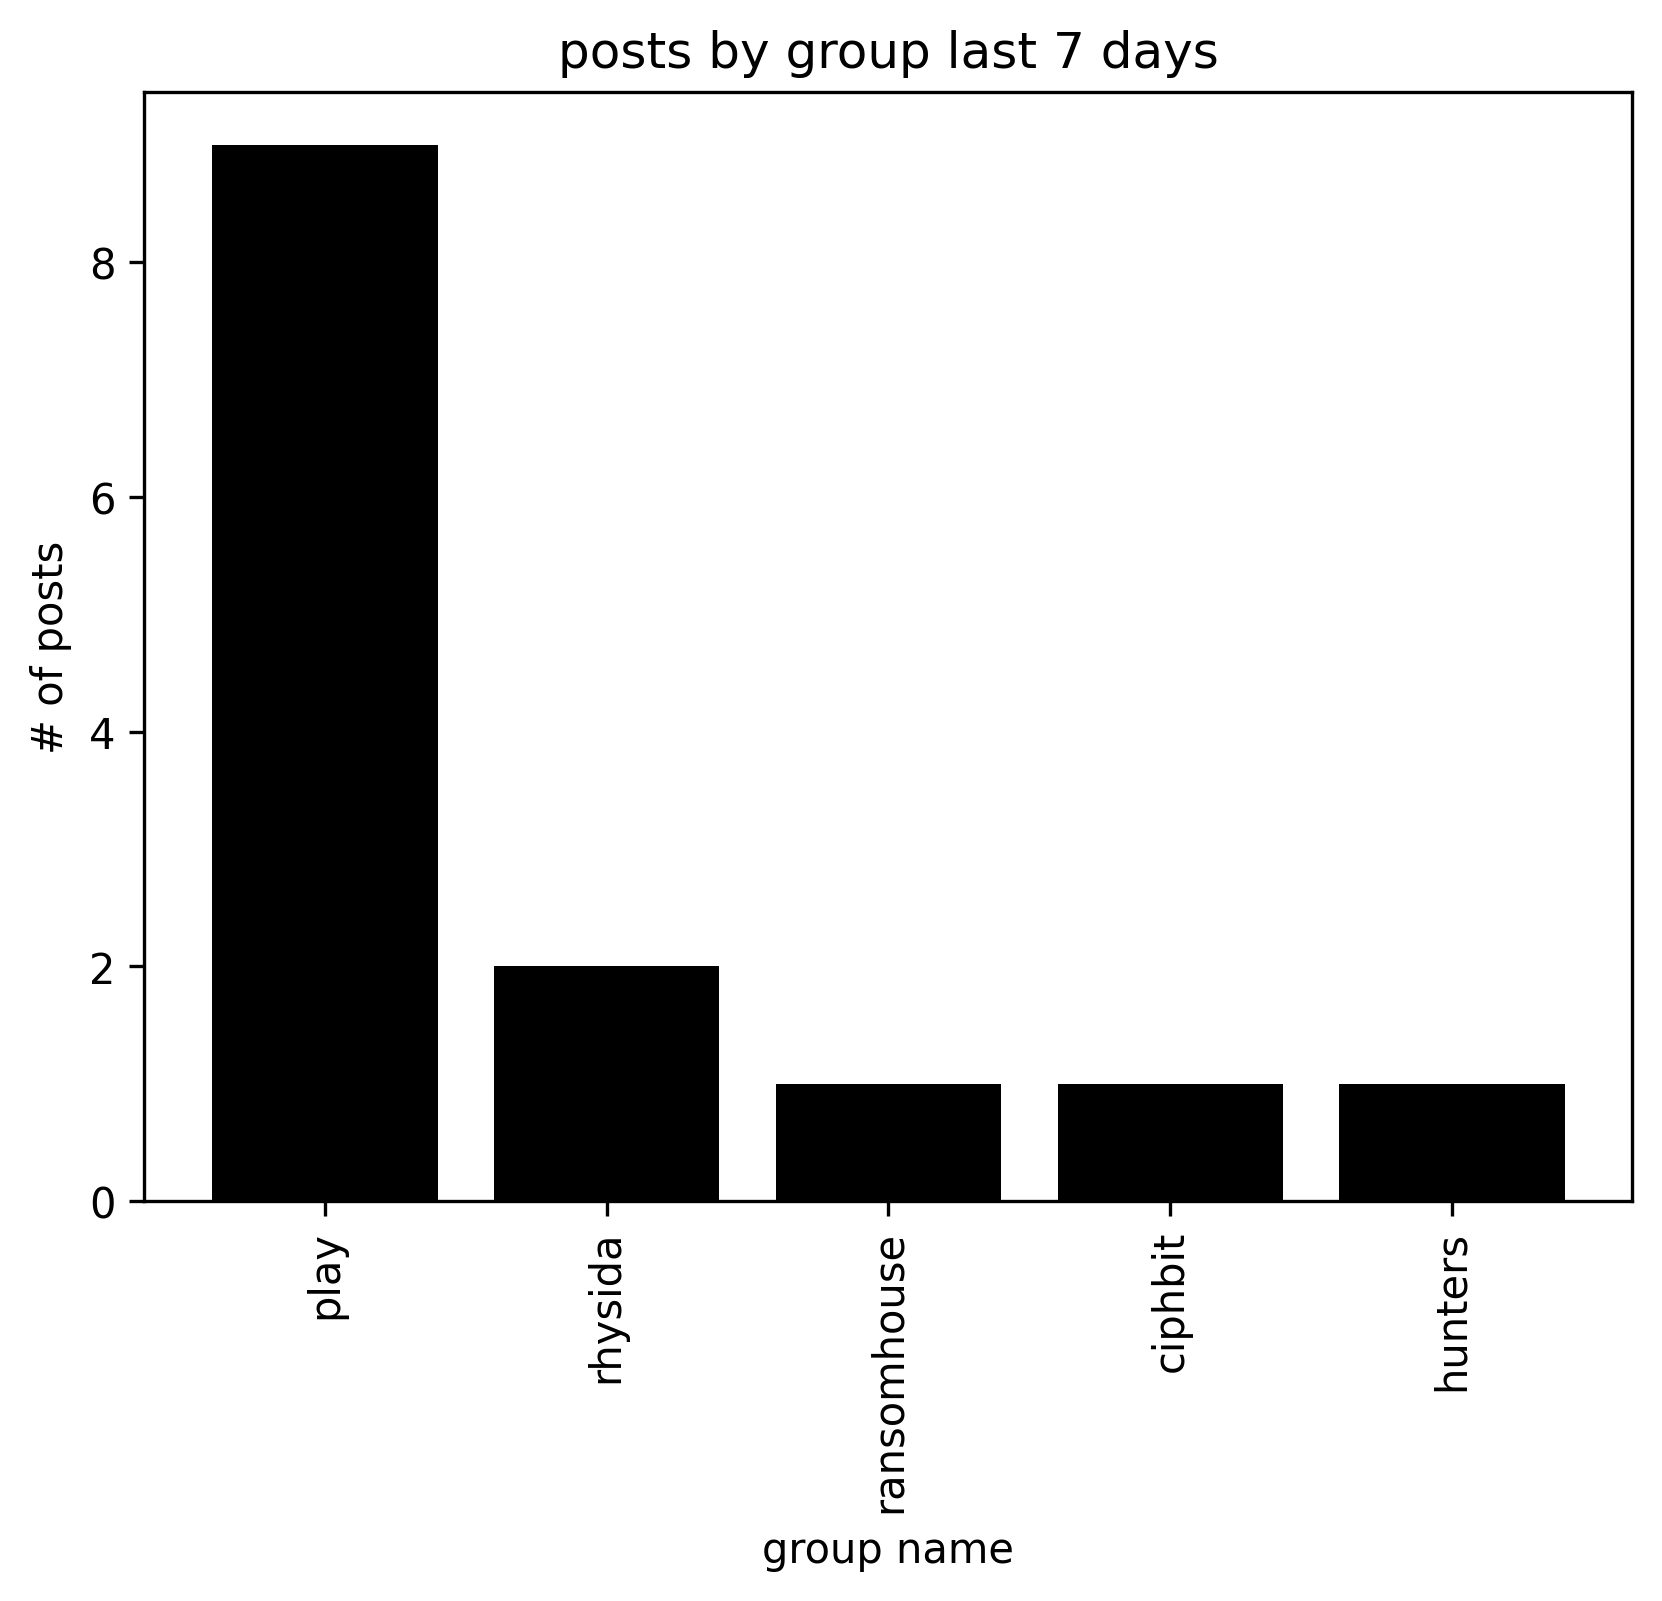 posts by group last 7 days
# of posts
8
6
4
2
0
play
rhysida
ransomhouse
ciphbit
hunters
group name